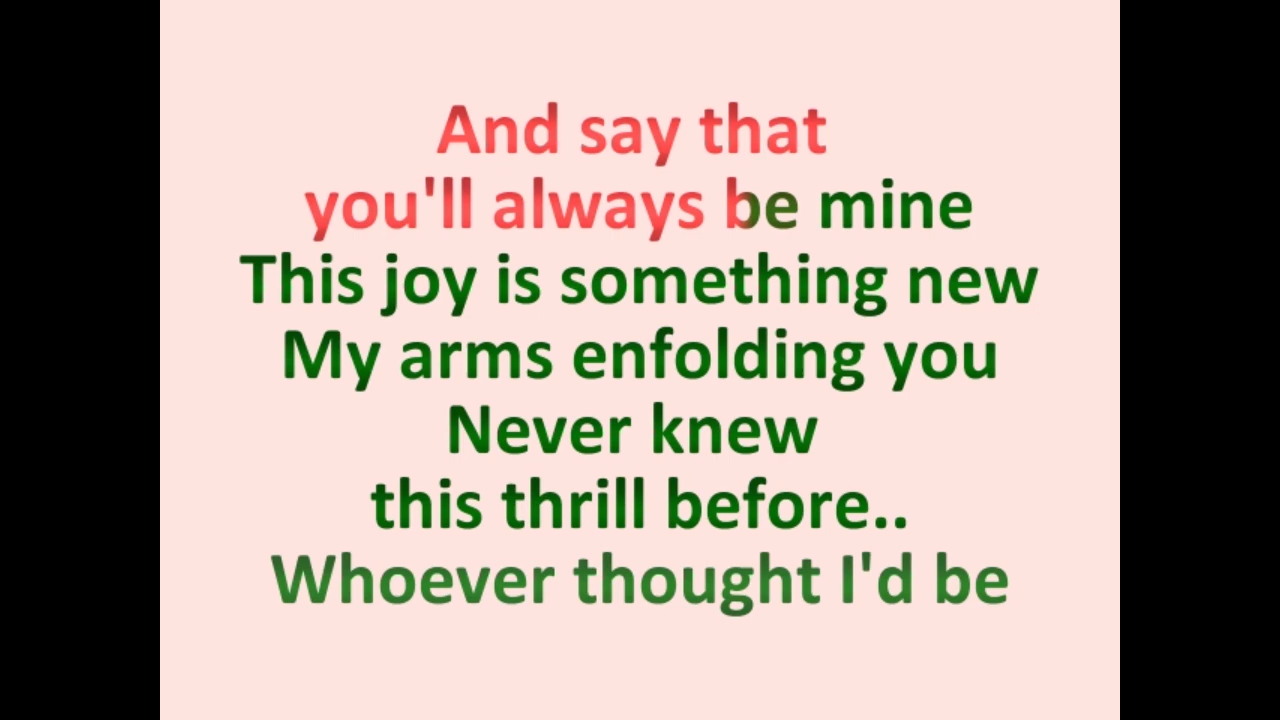 And say that
you'll always be mine
This joy is something new
My arms enfolding you
Never knew
this thrill before..
Whoever thought I'd be